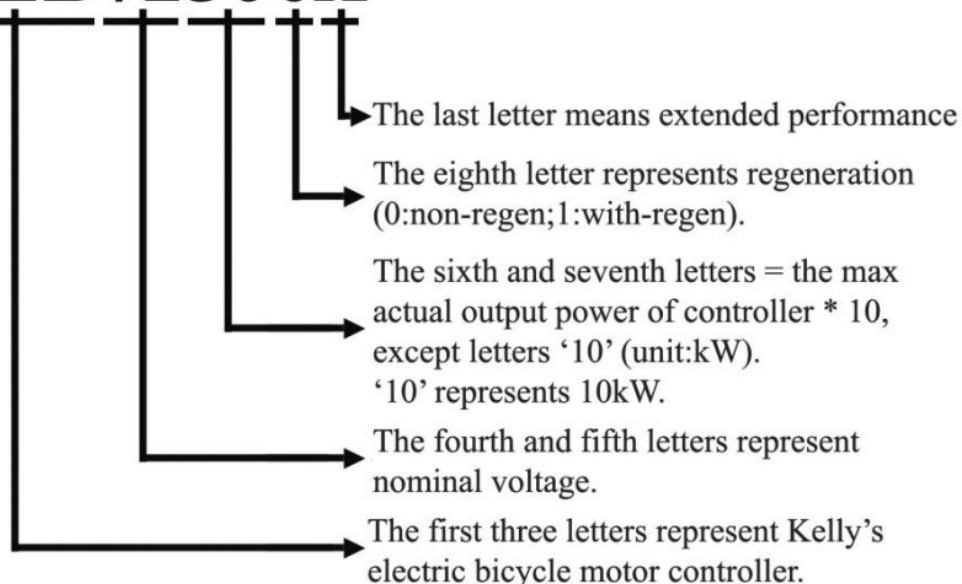 The last letter means extended performance
The eighth letter represents regeneration
(0:non-regen;1:with-regen).
The sixth and seventh letters = the max
actual output power of controller * 10,
except letters ‘10’ (unit:kW).
‘10’ represents 10kW.
The fourth and fifth letters represent
nominal voltage.
The first three letters represent Kelly’s
electric bicycle motor controller.